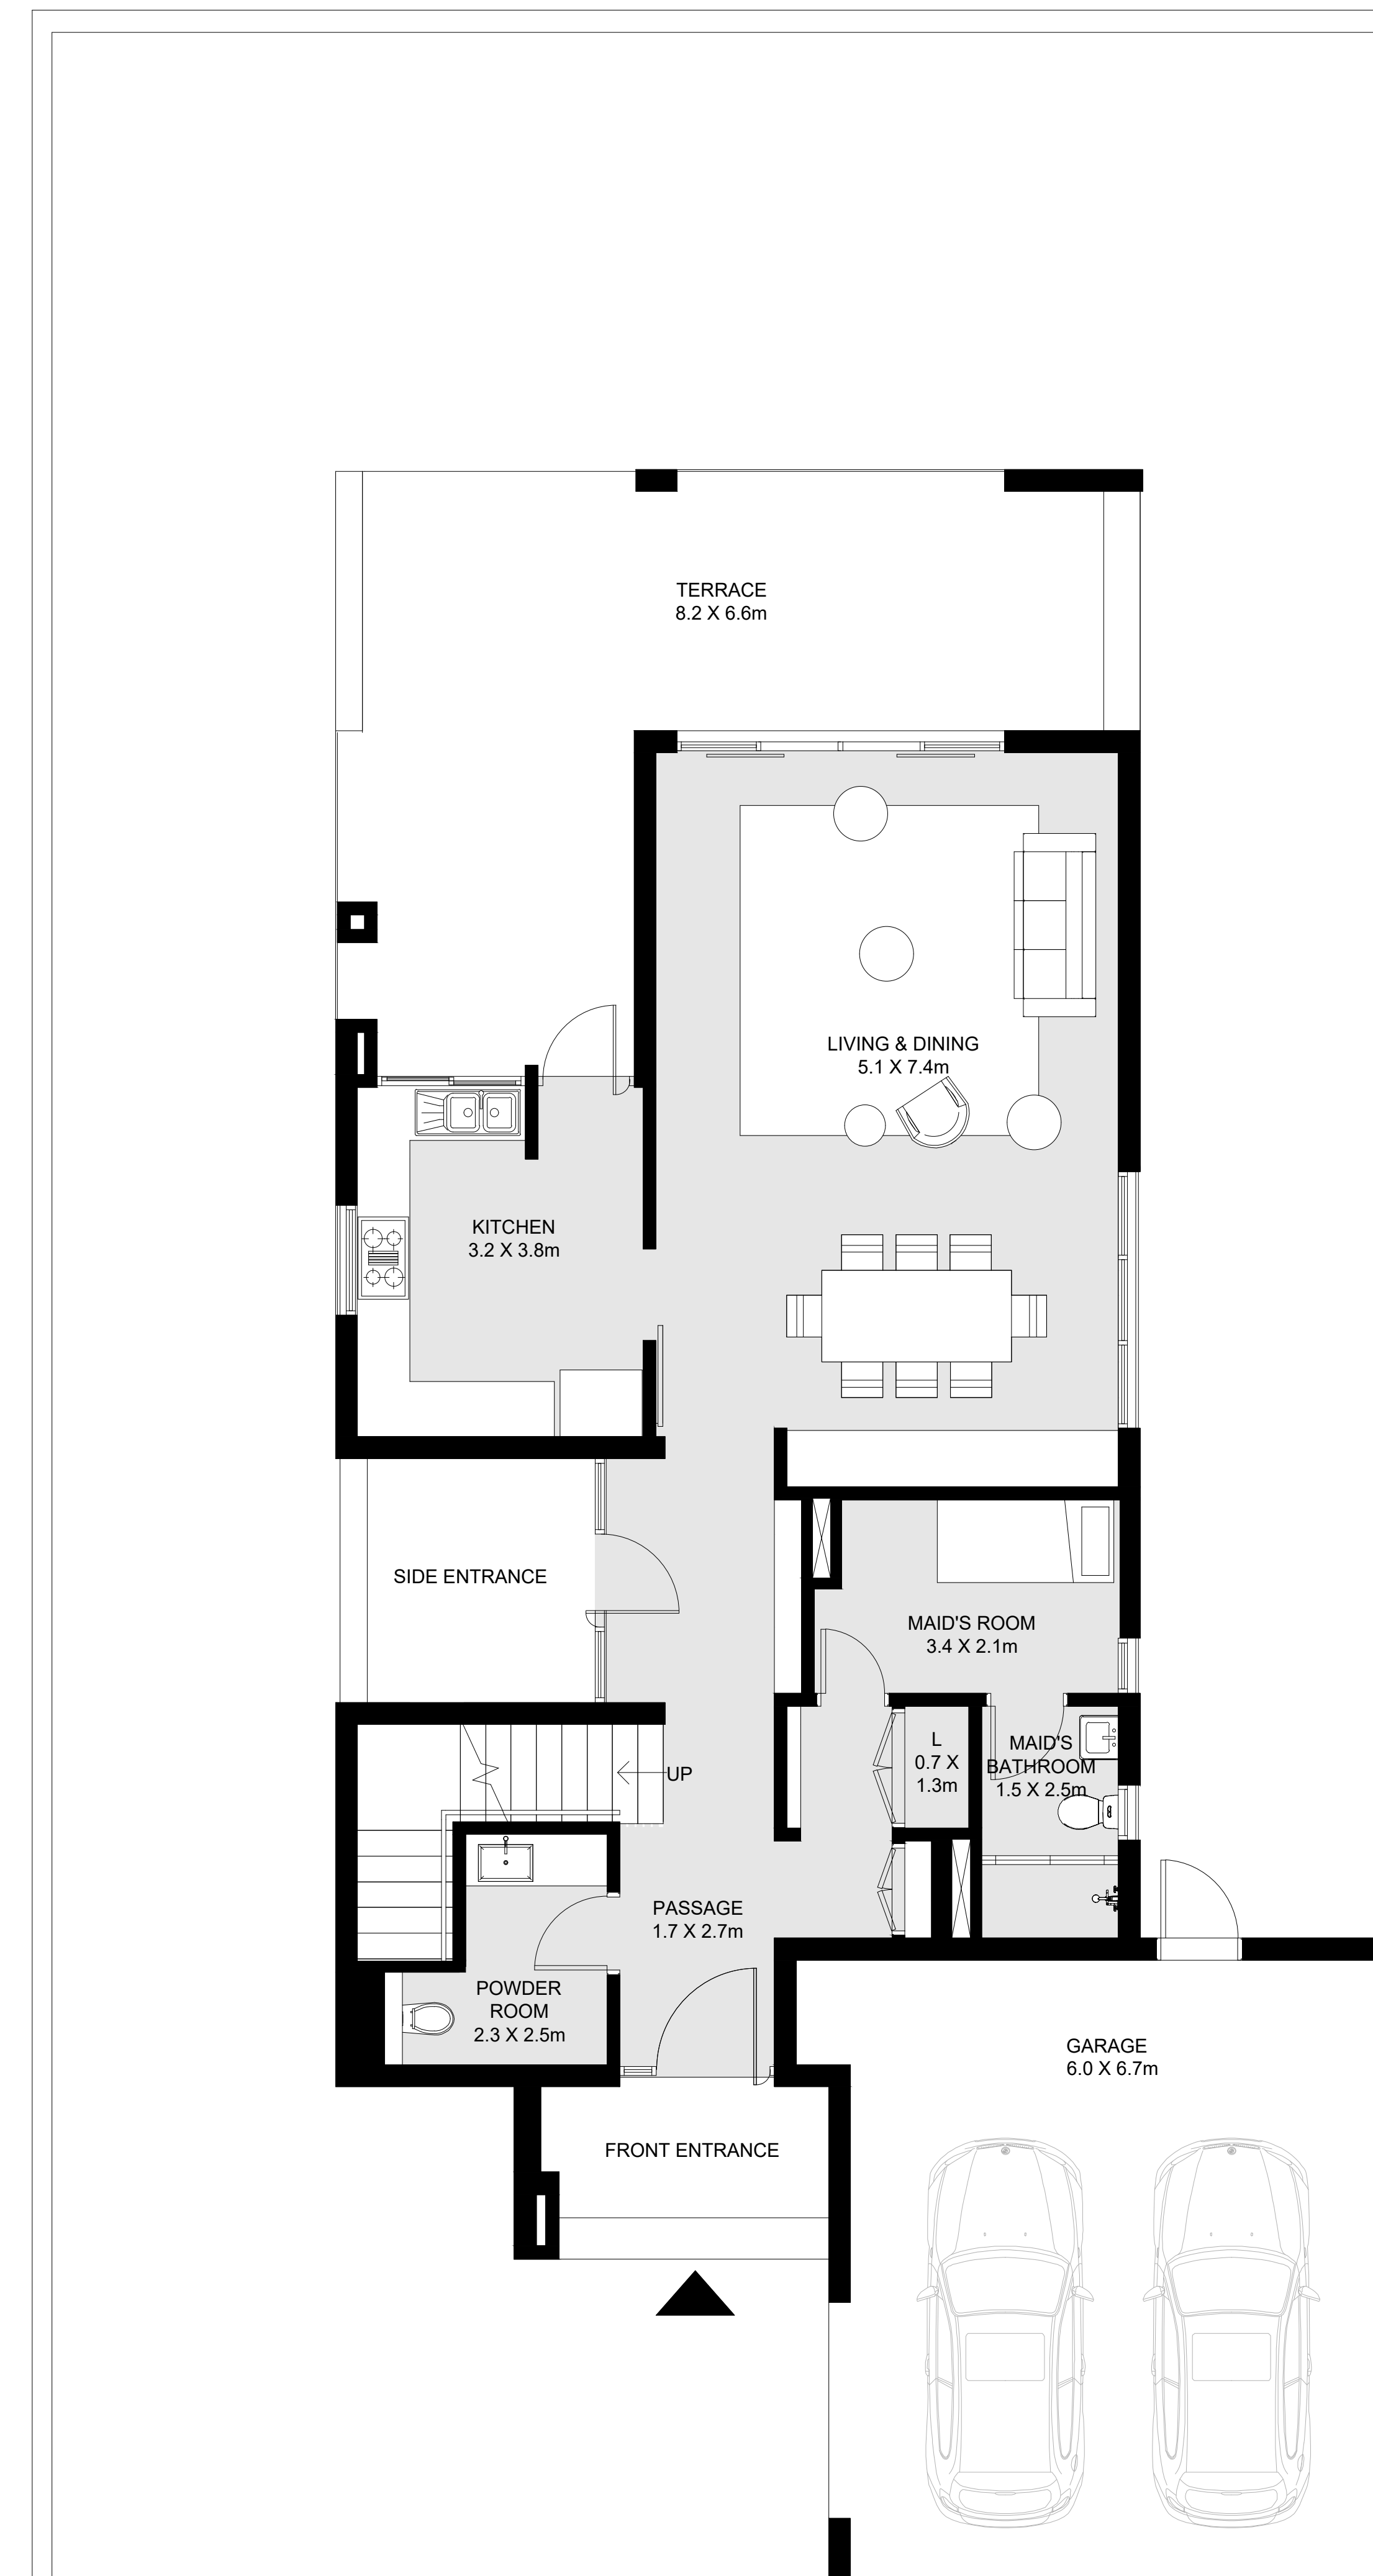 TERRACE
8.2 X 6.6m
LIVING & DINING
5.1 X 7.4m
KITCHEN
3.2 X 3.8m
SIDE ENTRANCE
MAID'S ROOM
3.4 X 2.1m
L
0.7 X
1.3m
MAID'S
BATHROOM
1.5 X 2.5m
UP
PASSAGE
1.7 X 2.7m
POWDER
ROOM
2.3 X 2.5m
GARAGE
6.0 X 6.7m
FRONT ENTRANCE